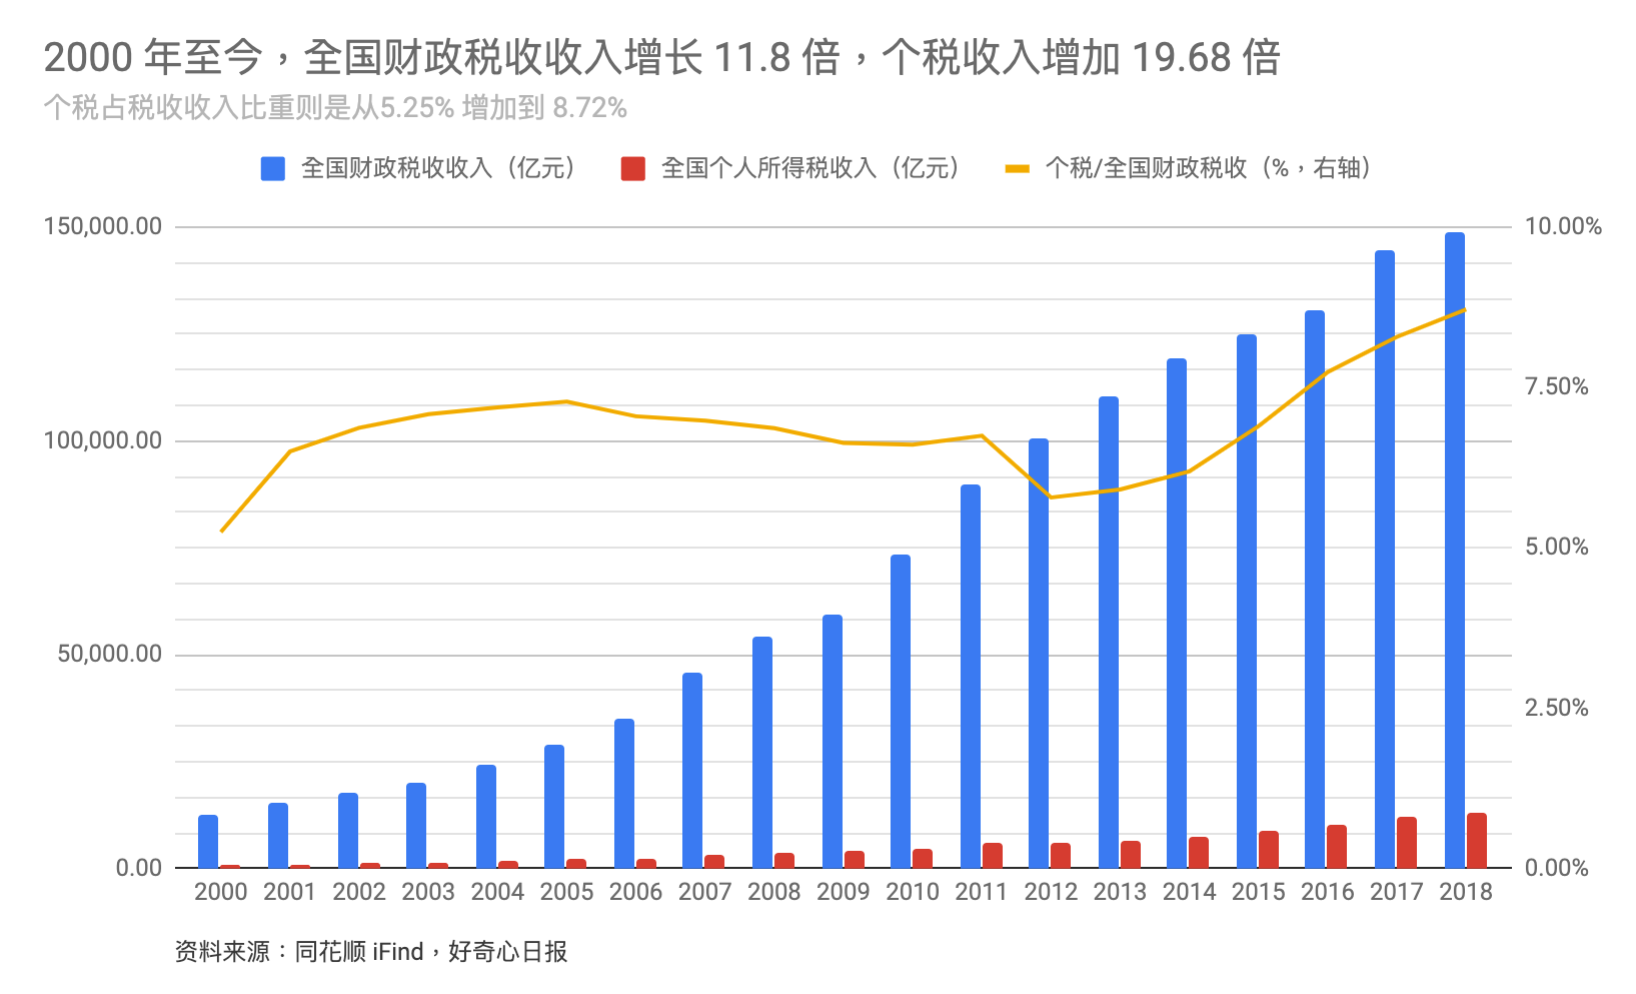 2000 年至今，全国财政税收收入增长 11.8 倍，个税收入增加 19.68 倍
个税占税收收入比重则是从5.25% 增加到 8.72%
全国财政税收收入（亿元） 全国个人所得税收入（亿元） 个税/全国财政税收（%，右轴）
150,000.00 10.00%
7.50%
100,000.00
5.00%
50,000.00
2.50%
0.00 0.00%
2000 2001 2002 2003 2004 2005 2006 2007 2008 2009 2010 2011 2012 2013 2014 2015 2016 2017 2018
资料来源：同花顺 iFind，好奇心日报